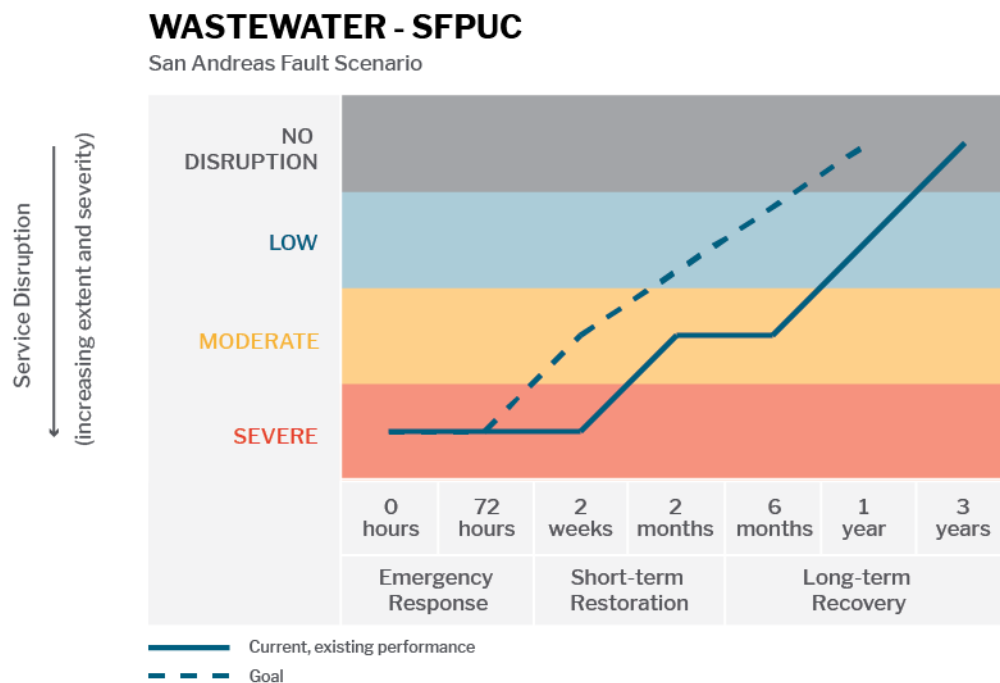 WASTEWATER - SFPUC
San Andreas Fault Scenario
Service Disruption
(increasing extent and severity)
NO
DISRUPTION
LOW
MODERATE
SEVERE
0
hours
72
hours
2
weeks
2
months
6
months
1
year
3
years
Emergency
Response
Short-term
Restoration
Long-term
Recovery
Current, existing performance
Goal